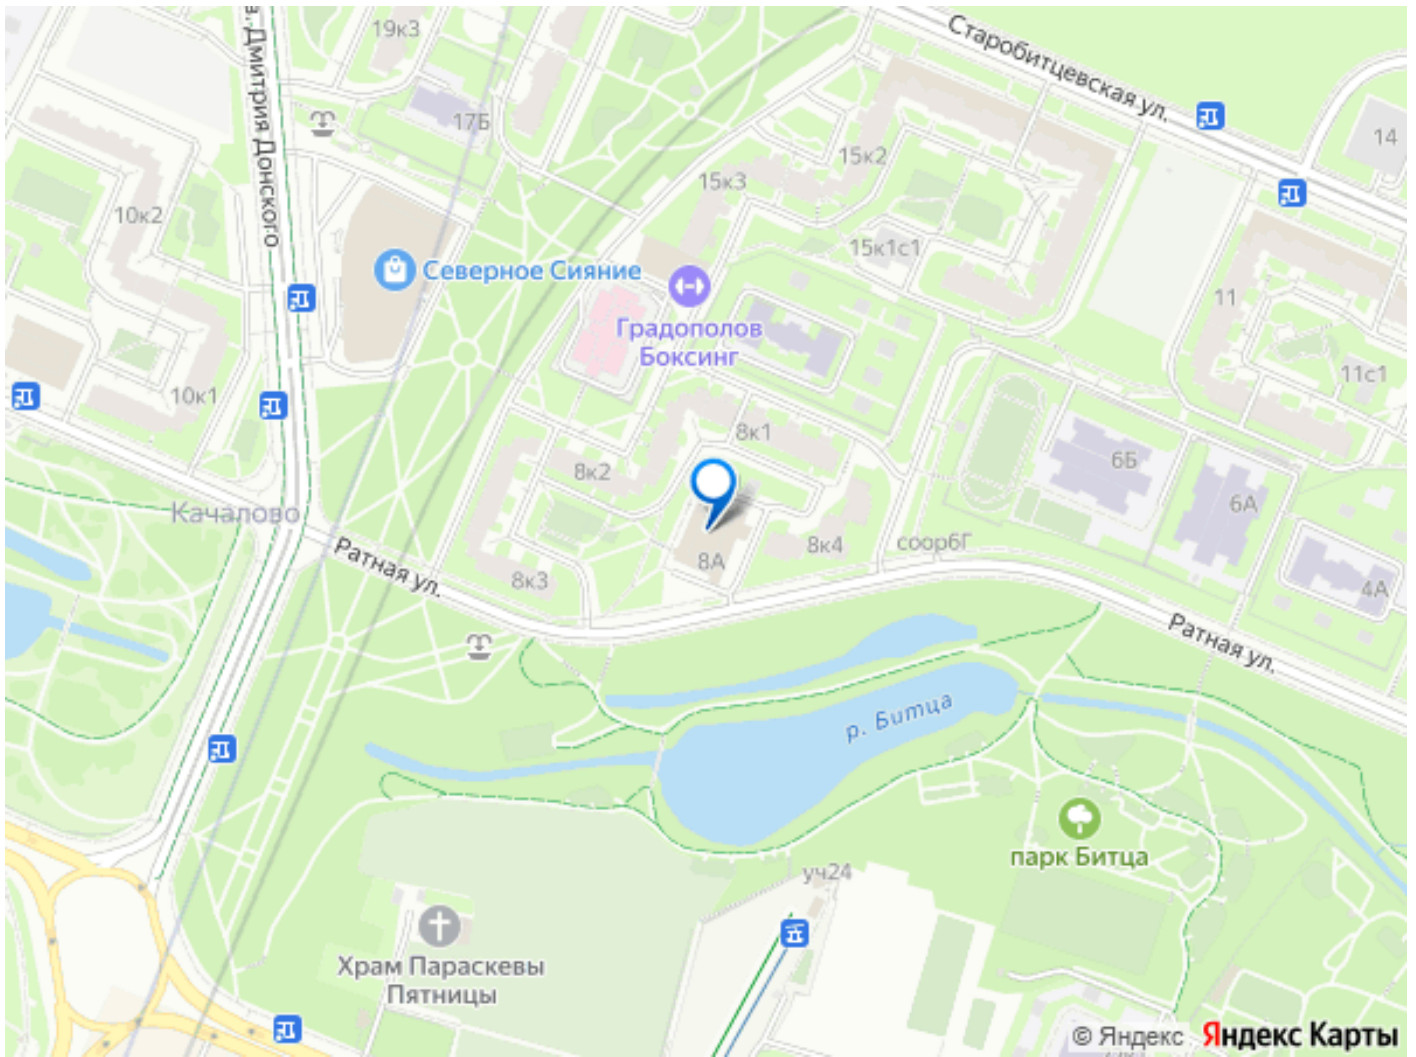 19к3
Старобитцевская ул.
в. Дмитрия Донского
17Б
14
15к2
15к3
10к2
15к1с1
Северное Сияние
11
Градополов
Боксинг
11с1
10к1
8к1
6Б
8к2
6А
Качалово
Ратная ул.
8к4
соор6Г
8А
8к3
4А
Ратная ул.
р. Битца
парк Битца
уч24
Храм Параскевы
Пятницы
© Яндекс Яндекс Карты